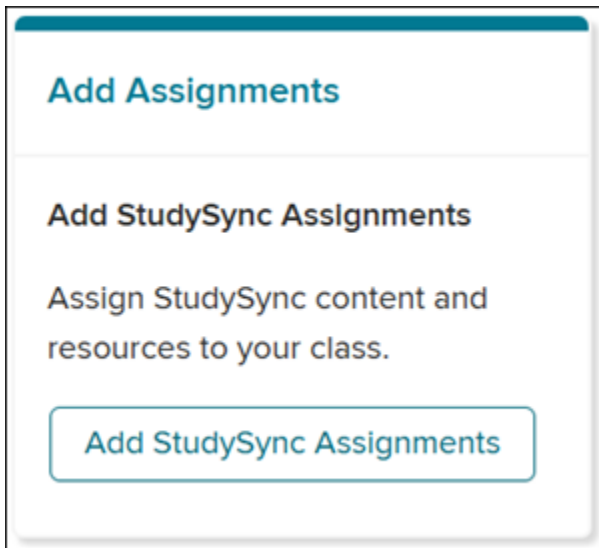 Add Assignments
Add StudySync Assignments
Assign StudySync content and
resources to your class.
Add StudySync Assignments